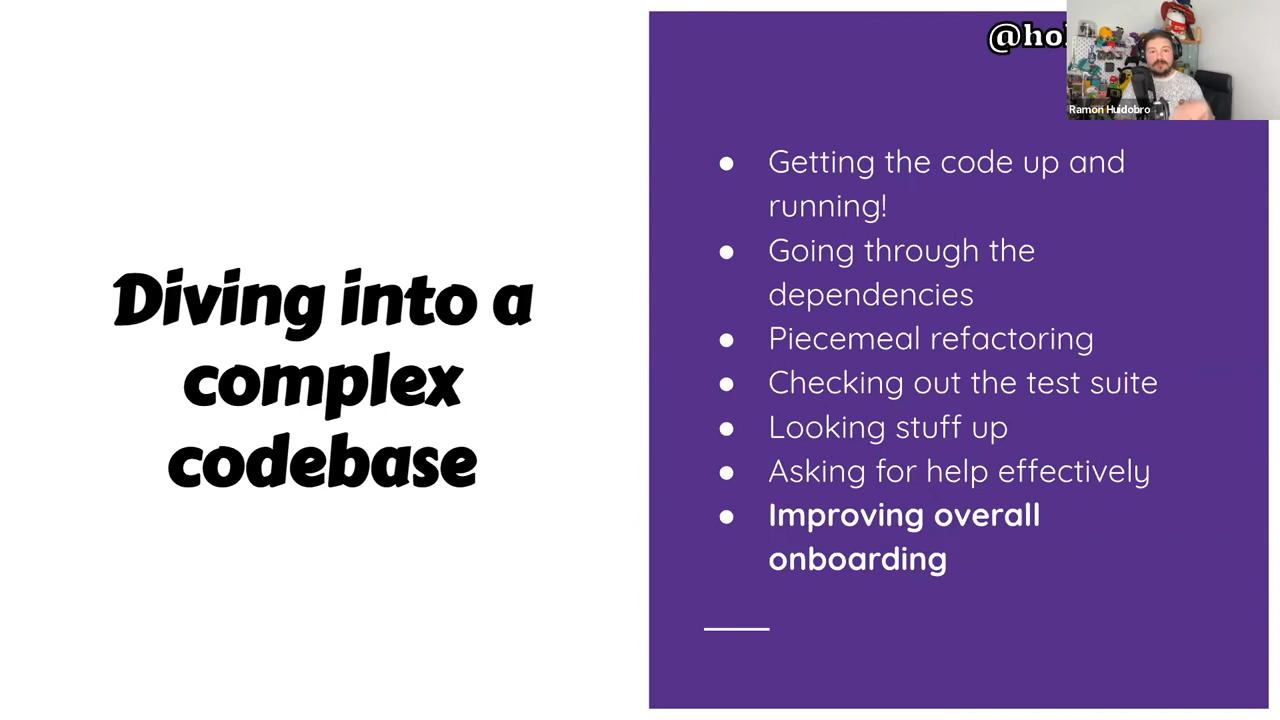 @ho
Ramon Huidobro
Diving into a
complex
codebase
● Getting the code up and
running!
● Going through the
dependencies
● Piecemeal refactoring
● Checking out the test suite
● Looking stuff up
● Asking for help effectively
● Improving overall
onboarding